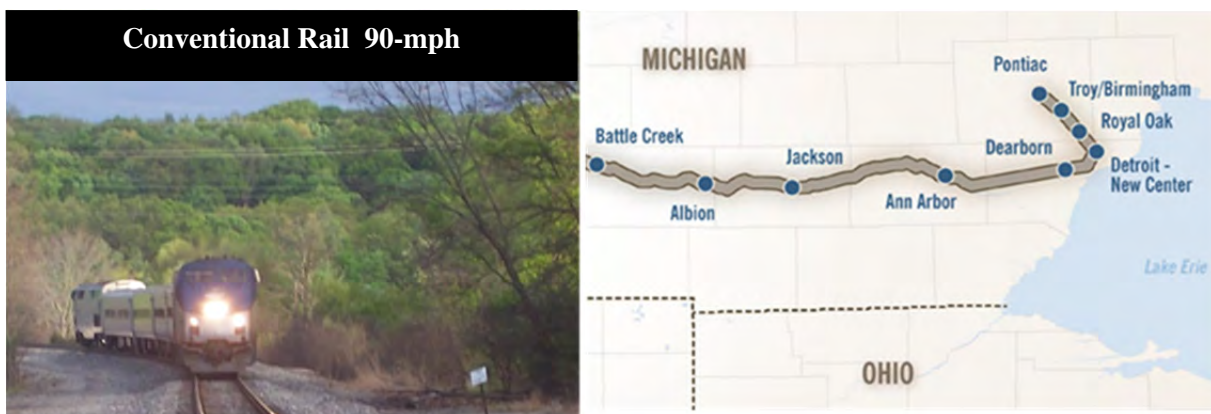 Conventional Rail 90-mph
MICHIGAN
Pontiac
Troy/Birmingham
Royal Oak
Battle Creek
Jackson
Dearborn
Detroit -
New Center
Albion
Ann Arbor
Lake Erie
OHIO